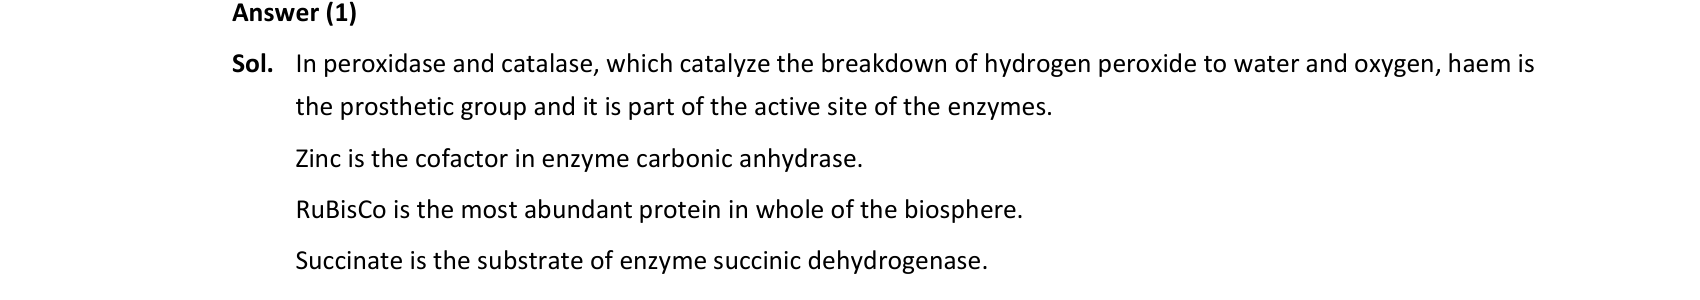 Answer (1)
Sol. In peroxidase and catalase, which catalyze the breakdown of hydrogen peroxide to water and oxygen, haem is
the prosthetic group and it is part of the active site of the enzymes.
Zinc is the cofactor in enzyme carbonic anhydrase.
RuBisCo is the most abundant protein in whole of the biosphere.
Succinate is the substrate of enzyme succinic dehydrogenase.